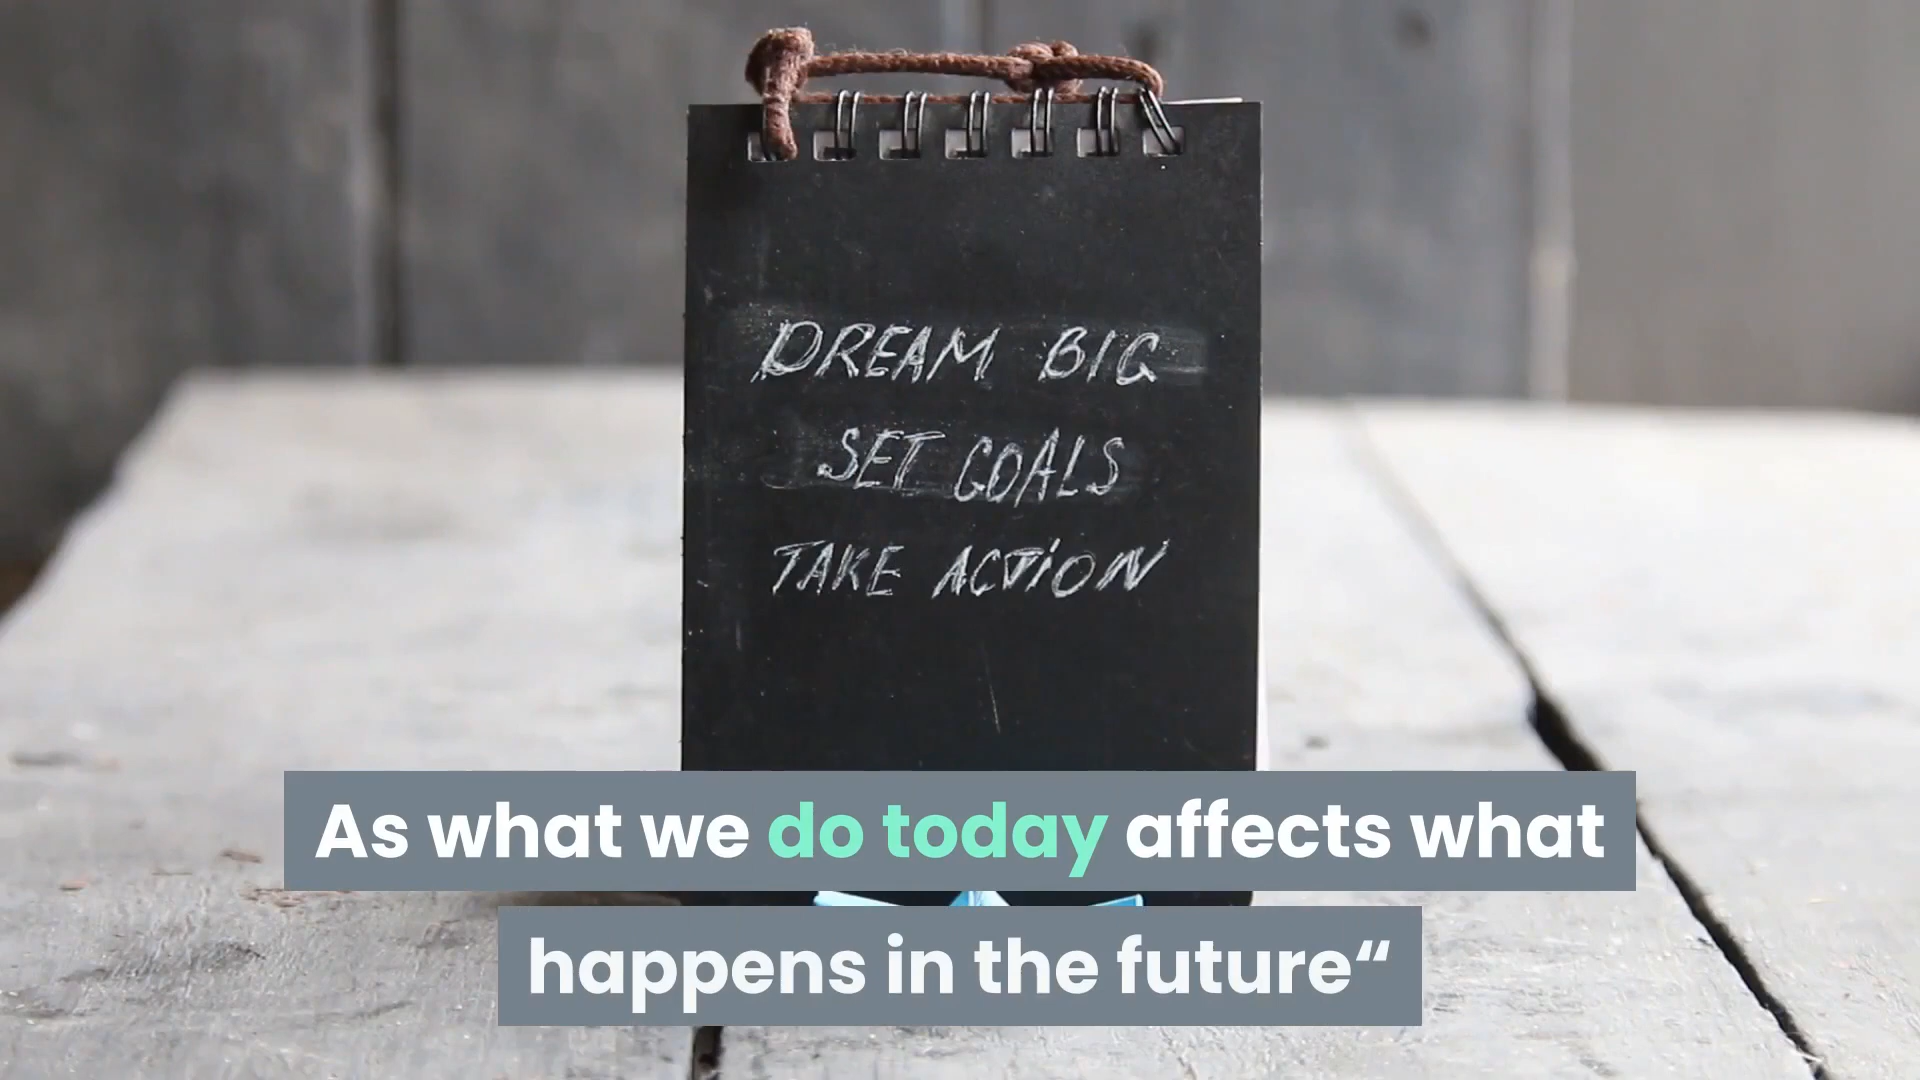 DREAM BIG
SET GOALS
TAKE ACTION
As what we do today affects what
happens in the future“